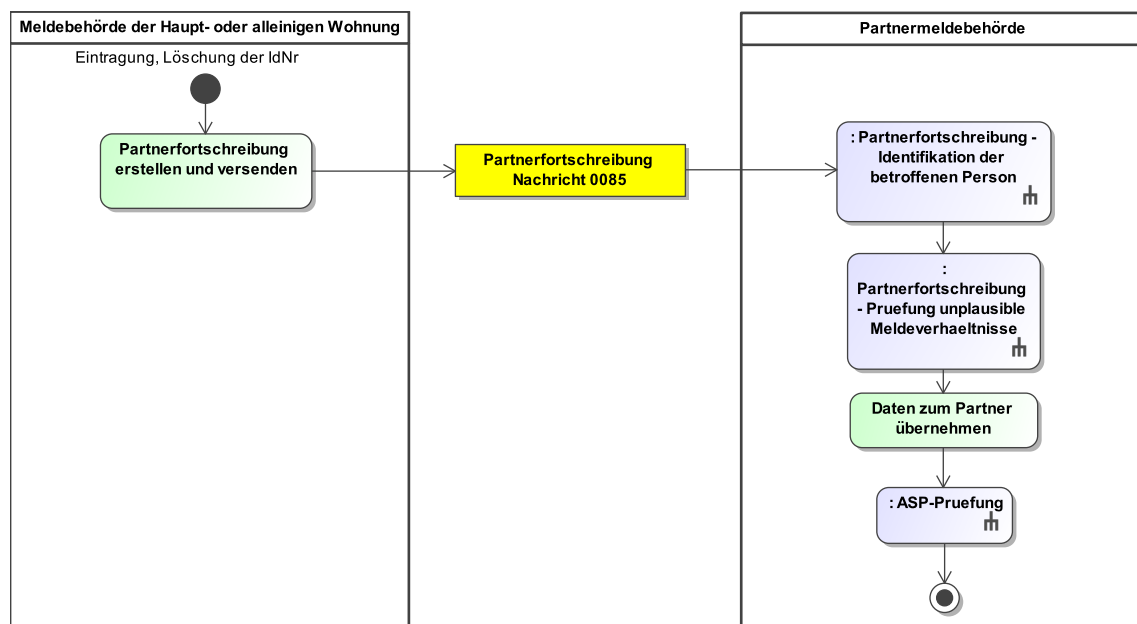 Meldebehörde der Haupt- oder alleinigen Wohnung
Eintragung, Löschung der IdNr
Partnerfortschreibung
erstellen und versenden
Partnerfortschreibung
Nachricht 0085
Partnermeldebehörde
: Partnerfortschreibung -
Identifikation der
betroffenen Person
:
Partnerfortschreibung
- Pruefung unplausible
Meldeverhaeltnisse
Daten zum Partner
übernehmen
: ASP-Pruefung